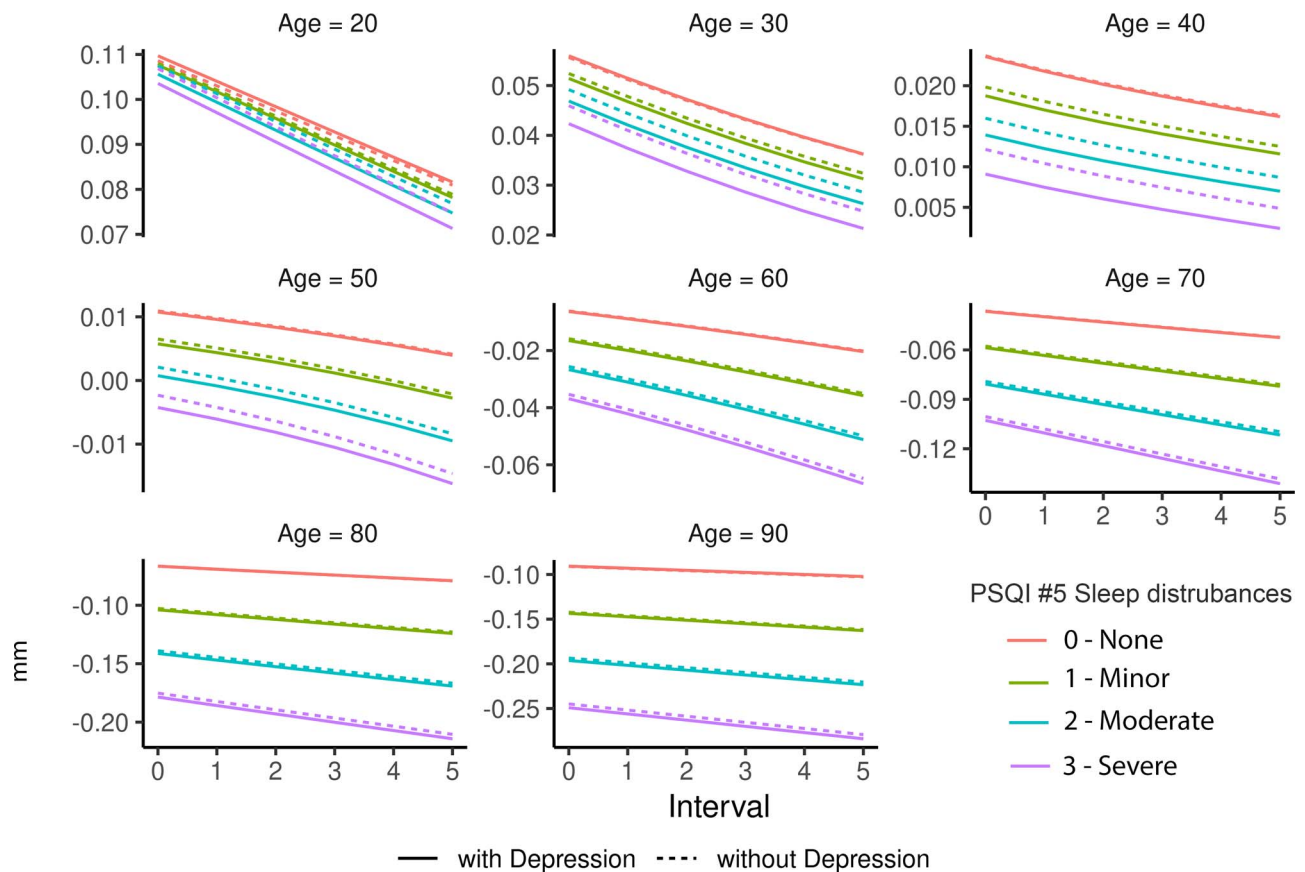 Age = 20
Age = 30
Age = 40
0.11
0.10
0.09
0.08
0.07
0.05
0.04
0.03
0.02
0.020
0.015
0.010
0.005
Age = 50
Age = 60
Age = 70
0.01
0.00
-0.01
-0.02
-0.04
-0.06
-0.06
-0.09
-0.12
0 1 2 3 4 5
Age = 80
Age = 90
-0.10
-0.15
-0.20
-0.10
-0.15
-0.20
-0.25
0 1 2 3 4 5
0 1 2 3 4 5
mm
Interval
PSQI #5 Sleep distrubances
0 - None
1 - Minor
2 - Moderate
3 - Severe
with Depression
without Depression